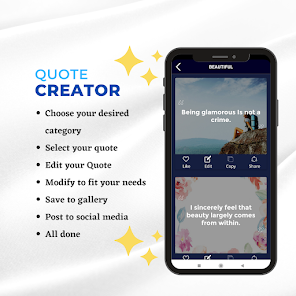 QUOTE
CREATOR
Choose your desired
category
Select your quote
Edit your Quote
Modify to fit your needs
Save to gallery
Post to social media
All done
BEAUTIFUL
Being glamorous is not a
crime.
Like Edit Copy Share
I sincerely feel that
beauty largely comes
from within.